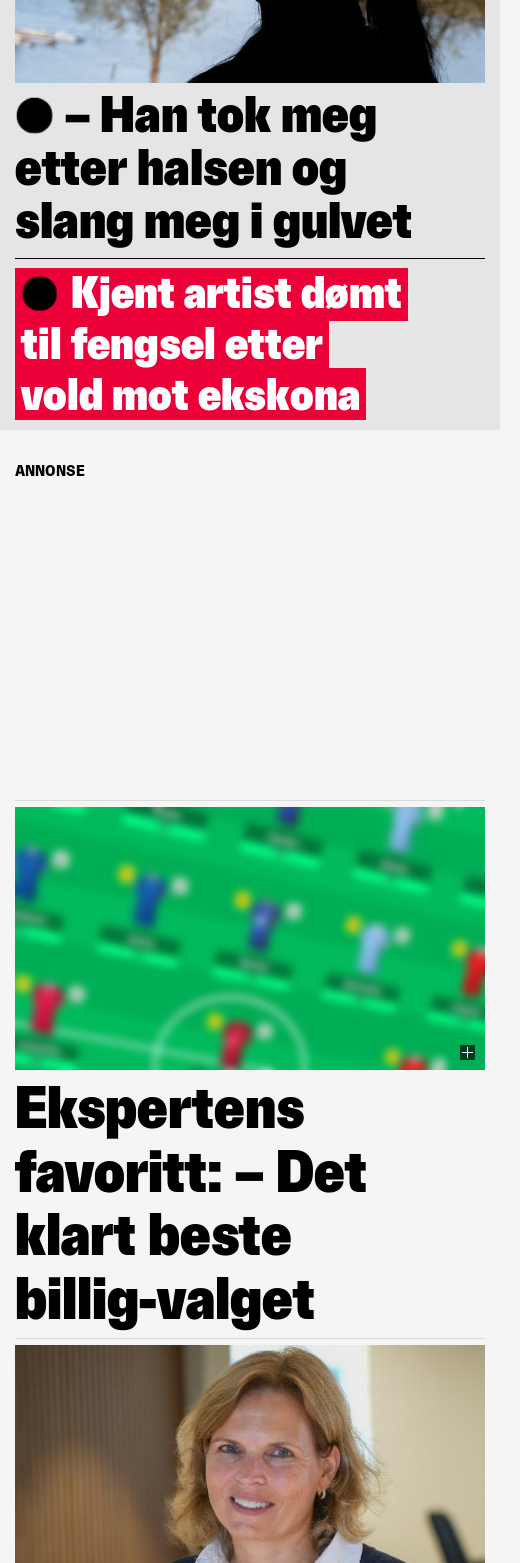 – Han tok meg
etter halsen og
slang meg i gulvet
Kjent artist dømt
til fengsel etter
vold mot ekskona
ANNONSE
Ekspertens
favoritt: – Det
klart beste
billig-valget